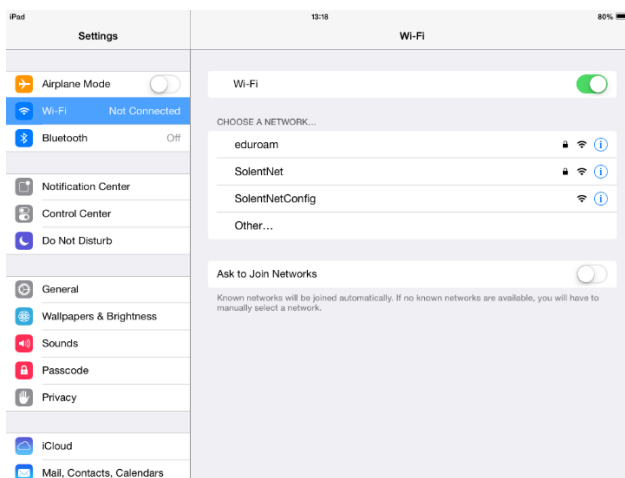 iPad 13:18 80%
Settings
Wi-Fi
Airplane Mode
Wi-Fi Not Connected
Bluetooth Off
Notification Center
Control Center
Do Not Disturb
General
Wallpapers & Brightness
Sounds
Passcode
Privacy
iCloud
Mail, Contacts, Calendars
Wi-Fi
CHOOSE A NETWORK...
eduroam
SolentNet
SolentNetConfig
Other...
Ask to Join Networks
Known networks will be joined automatically. If no known networks are available, you will have to
manually select a network.